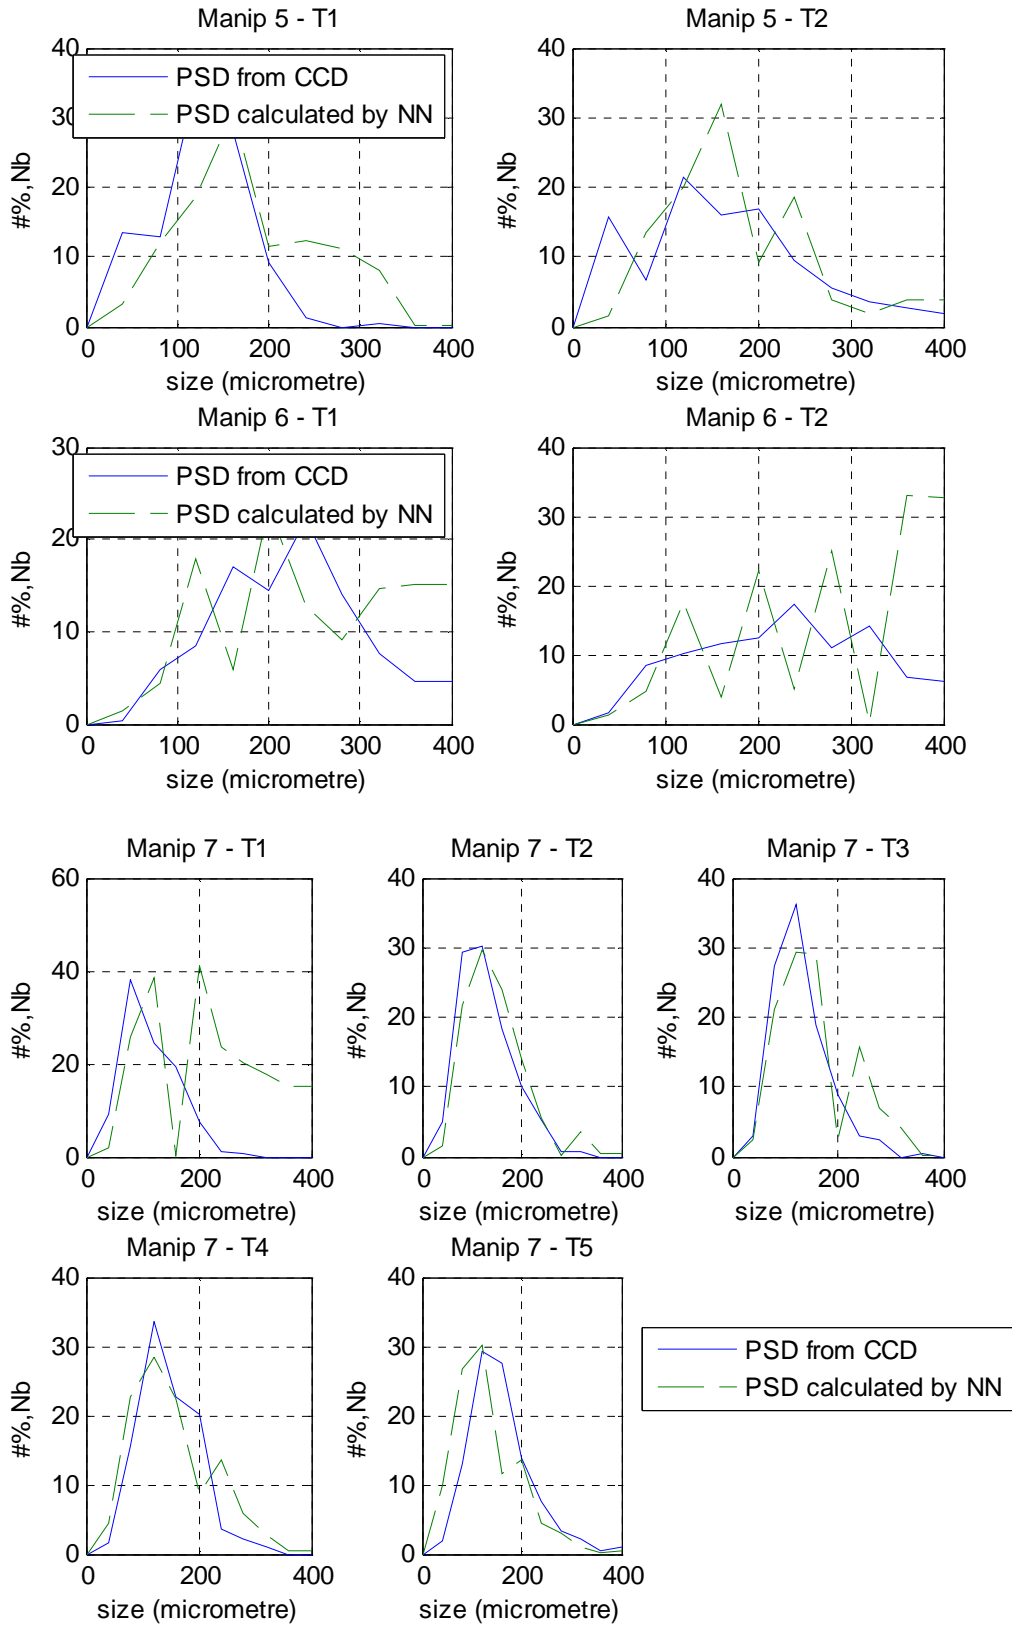 Manip 5 - T1
Manip 5 - T2
40
30
20
10
0
#%,Nb
PSD from CCD
PSD calculated by NN
0 100 200 300 400
size (micrometre)
40
30
20
10
0
#%,Nb
0 100 200 300 400
size (micrometre)
Manip 6 - T1
Manip 6 - T2
30
20
10
0
#%,Nb
PSD from CCD
PSD calculated by NN
0 100 200 300 400
size (micrometre)
40
30
20
10
0
#%,Nb
0 100 200 300 400
size (micrometre)
Manip 7 - T1
Manip 7 - T2
Manip 7 - T3
60
40
20
0
#%,Nb
0 200 400
size (micrometre)
40
30
20
10
0
#%,Nb
0 200 400
size (micrometre)
40
30
20
10
0
#%,Nb
0 200 400
size (micrometre)
Manip 7 - T4
Manip 7 - T5
40
30
20
10
0
#%,Nb
0 200 400
size (micrometre)
40
30
20
10
0
#%,Nb
0 200 400
size (micrometre)
PSD from CCD
PSD calculated by NN